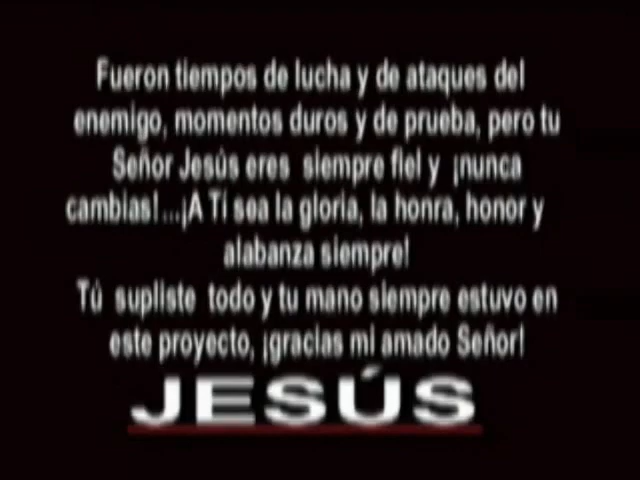 Fueron tiempos de lucha y de ataques del
enemigo, momentos duros y de prueba, pero tu
Señor Jesús eres siempre fiel y ¡nunca
cambias!...¡A Tí sea la gloria, la honra, honor y
alabanza siempre!
Tú supliste todo y tu mano siempre estuvo en
este proyecto, ¡gracias mi amado Señor!
JESÚS